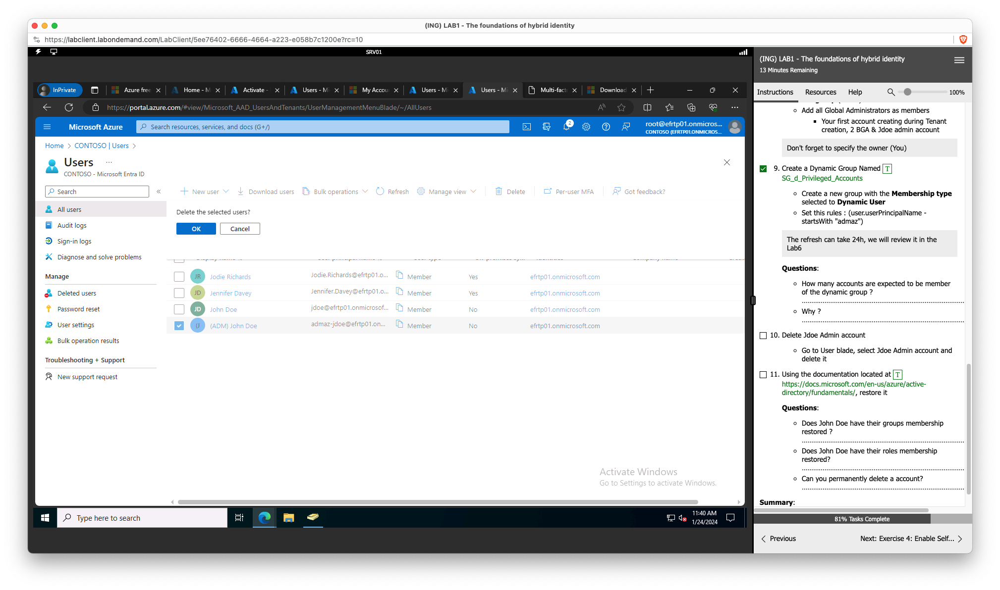 (ING) LAB1 - The foundations of hybrid identity
https://labclient.labondemand.com/LabClient/5ee76402-6666-4664-a223-e058b7c1200e?rc=10
SRV01
InPrivate
Azure free
Home - M
Activate -
Users - Mi
My Accou
Users - Mi
Users - Mi
Multi-fact
Download
https://portal.azure.com/#view/Microsoft_AAD_UsersAndTenants/UserManagementMenuBlade/~/AllUsers
Microsoft Azure
Search resources, services, and docs (G+/)
2
root@efrtp01.onmicros...
CONTOSO (EFRTP01.ONMICROS...
Home > CONTOSO | Users >
Users ...
CONTOSO - Microsoft Entra ID
Search
«
New user
Download users
Bulk operations
Refresh
Manage view
Delete
Per-user MFA
Got feedback?
All users
Audit logs
Sign-in logs
Diagnose and solve problems
Manage
Deleted users
Password reset
User settings
Bulk operation results
Troubleshooting + Support
New support request
Delete the selected users?
OK
Cancel
JR Jodie Richards Jodie.Richards@efrtp01.o... Member Yes efrtp01.onmicrosoft.com
JD Jennifer Davey Jennifer.Davey@efrtp01.o... Member Yes efrtp01.onmicrosoft.com
JD John Doe jdoe@efrtp01.onmicrosof... Member No efrtp01.onmicrosoft.com
(J (ADM) John Doe admaz-jdoe@efrtp01.on... Member No efrtp01.onmicrosoft.com
Activate Windows
Go to Settings to activate Windows.
Type here to search
11:40 AM
1/24/2024
(ING) LAB1 - The foundations of hybrid identity
13 Minutes Remaining
Instructions
Resources
Help
100%
Add all Global Administrators as members
Your first account creating during Tenant
creation, 2 BGA & Jdoe admin account
Don't forget to specify the owner (You)
9. Create a Dynamic Group Named T
SG_d_Privileged_Accounts
Create a new group with the Membership type
selected to Dynamic User
Set this rules : (user.userPrincipalName -
startsWith "admaz")
The refresh can take 24h, we will review it in the
Lab6
Questions:
How many accounts are expected to be member
of the dynamic group ?
Why ?
10. Delete Jdoe Admin account
Go to User blade, select Jdoe Admin account and
delete it
11. Using the documentation located at T
https://docs.microsoft.com/en-us/azure/active-
directory/fundamentals/, restore it
Questions:
Does John Doe have their groups membership
restored ?
Does John Doe have their roles membership
restored?
Can you permanently delete a account?
Summary:
81% Tasks Complete
Previous
Next: Exercise 4: Enable Self...